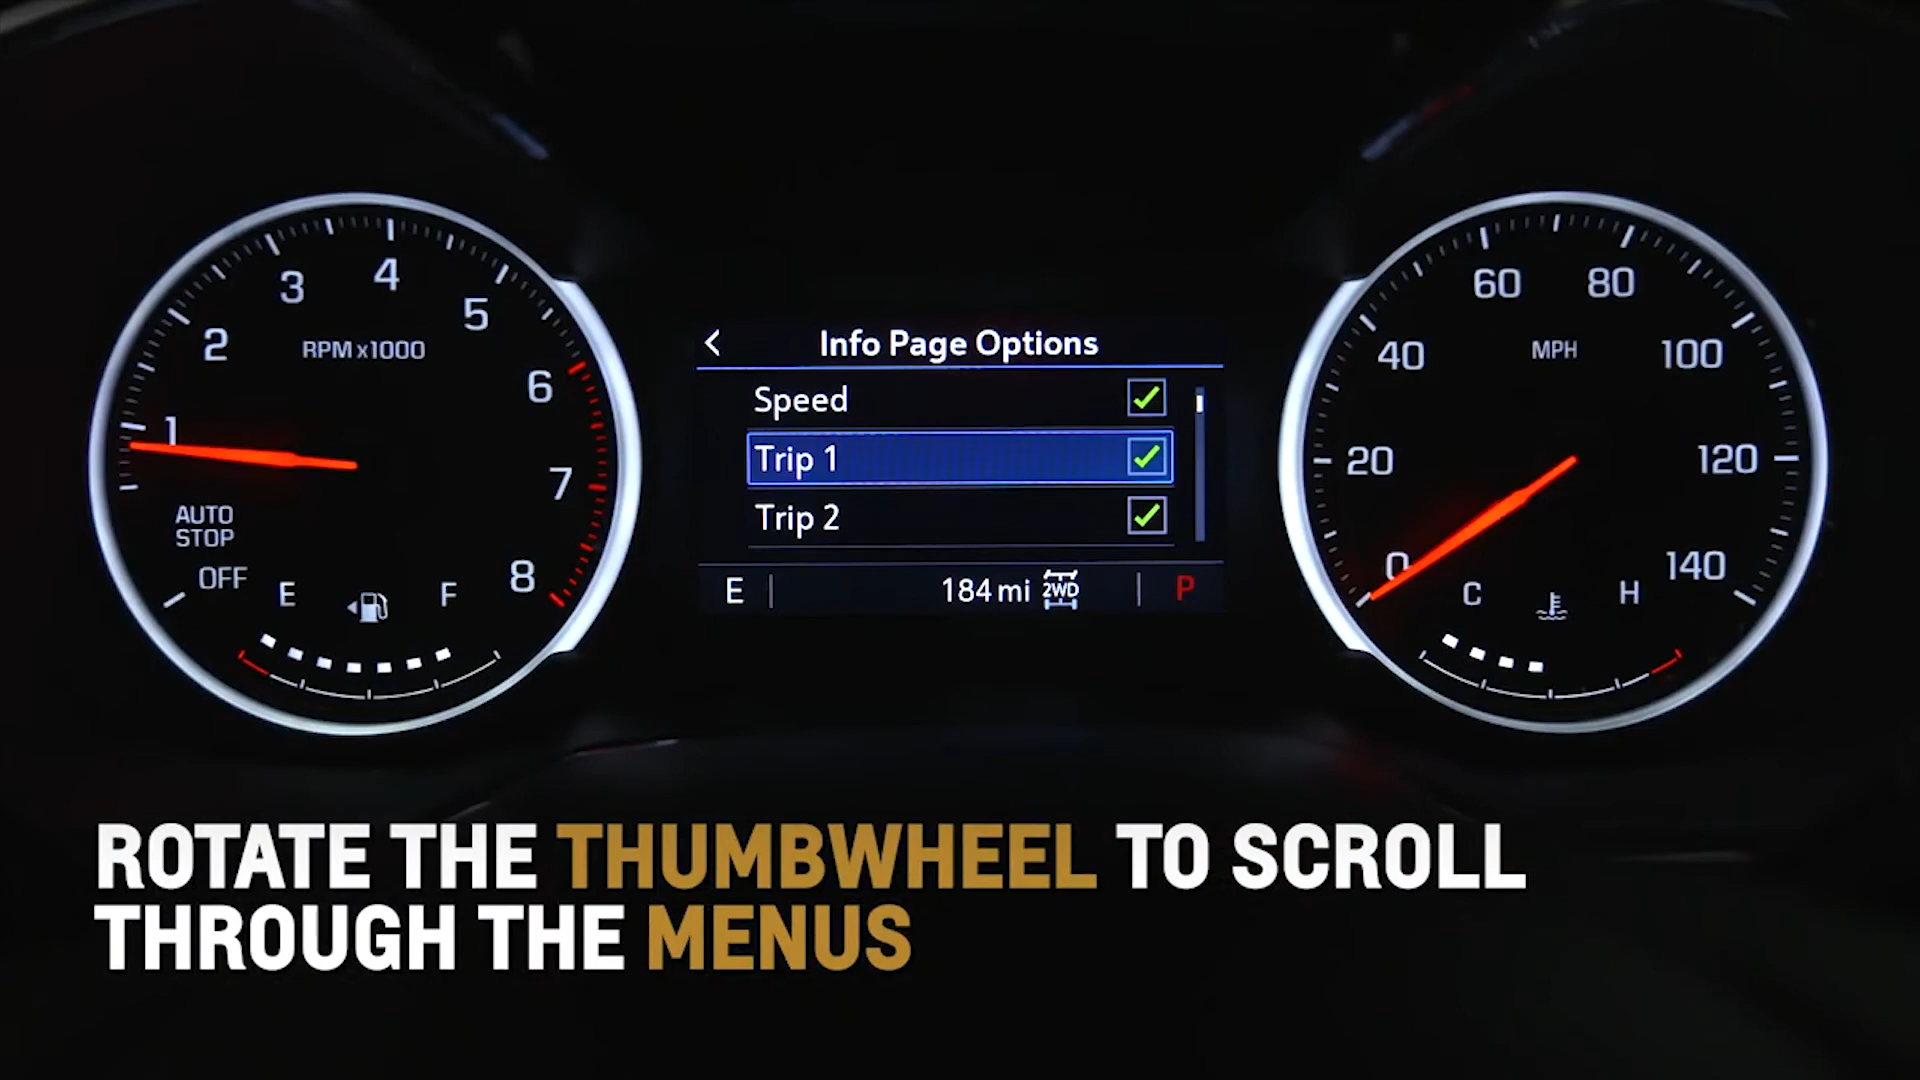 1
2
3
4
5
6
7
8
RPM x1000
AUTO
STOP
OFF
E
F
Info Page Options
Speed
Trip 1
Trip 2
E
184 mi
2WD
P
0
20
40
60
80
100
120
140
MPH
C
H
ROTATE THE THUMBWHEEL TO SCROLL
THROUGH THE MENUS